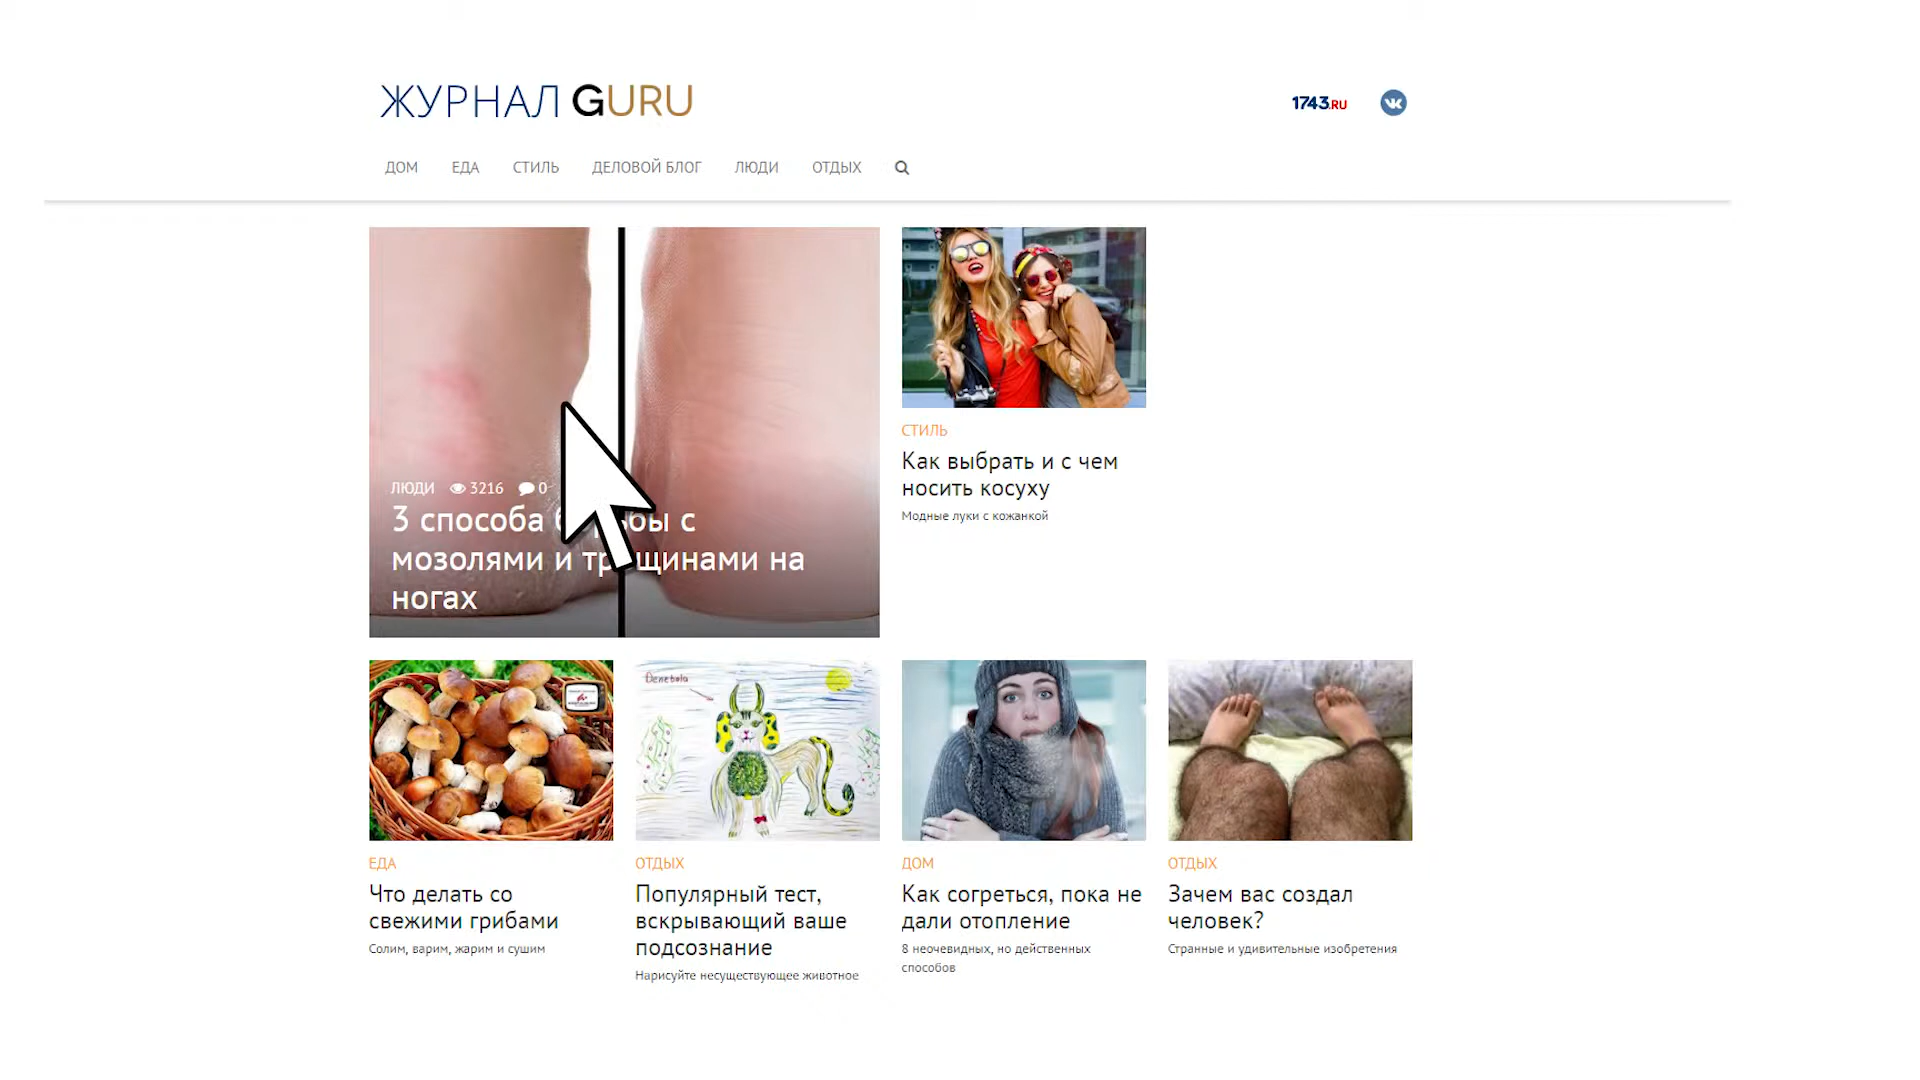 ЖУРНАЛ GURU
1743.RU
ДОМ ЕДА СТИЛЬ ДЕЛОВОЙ БЛОГ ЛЮДИ ОТДЫХ
ЛЮДИ 3216 0
3 способа борьбы с
мозолями и трещинами на
ногах
СТИЛЬ
Как выбрать и с чем
носить косуху
Модные луки с кожанкой
Denebola
ЕДА
Что делать со
свежими грибами
Солим, варим, жарим и сушим
ОТДЫХ
Популярный тест,
вскрывающий ваше
подсознание
Нарисуйте несуществующее животное
ДОМ
Как согреться, пока не
дали отопление
8 неочевидных, но действенных
способов
ОТДЫХ
Зачем вас создал
человек?
Странные и удивительные изобретения